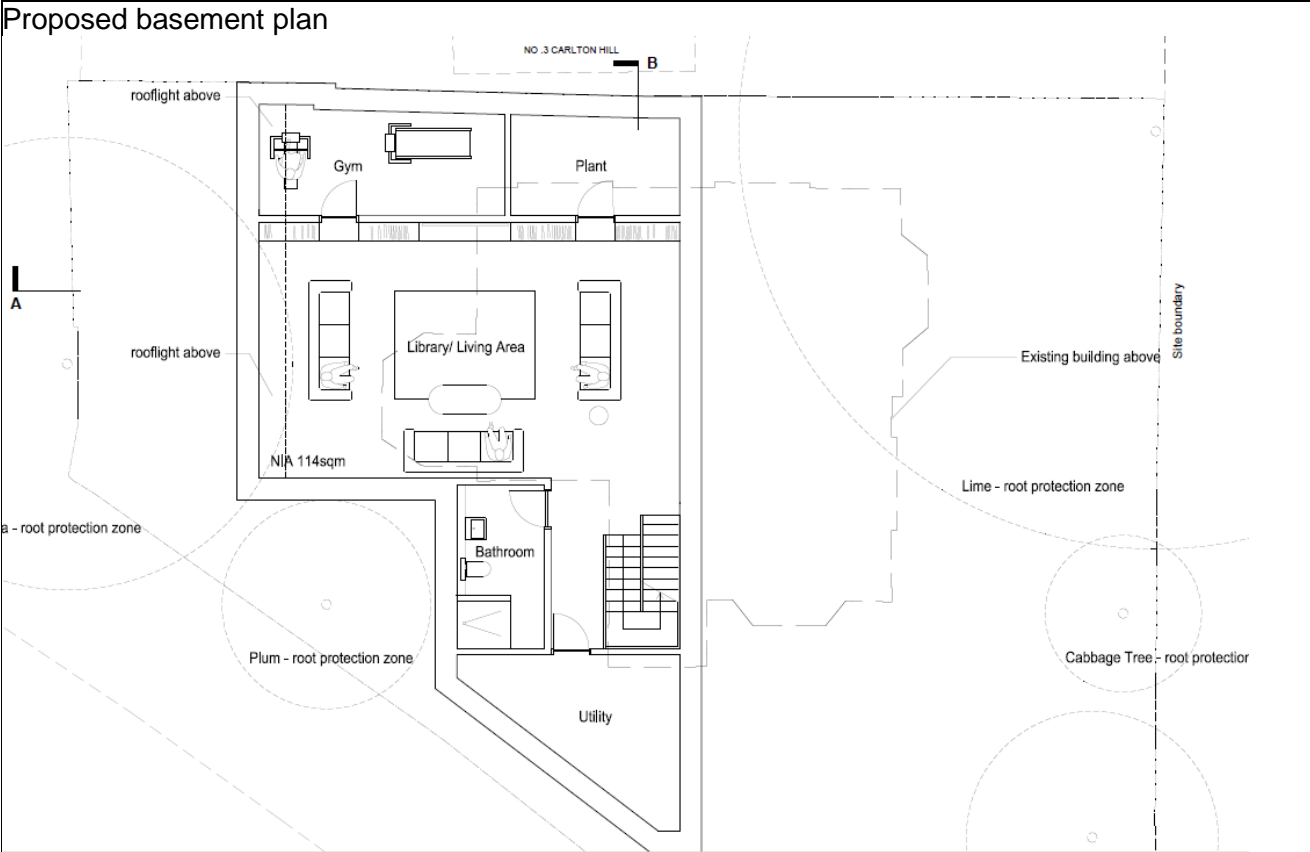 Proposed basement plan
NO .3 CARLTON HILL
B
rooflight above
Gym
Plant
A
Site boundary
rooflight above
Library/ Living Area
Existing building above
NIA 114sqm
Lime - root protection zone
a - root protection zone
Bathroom
Plum - root protection zone
Cabbage Tree - root protection
Utility